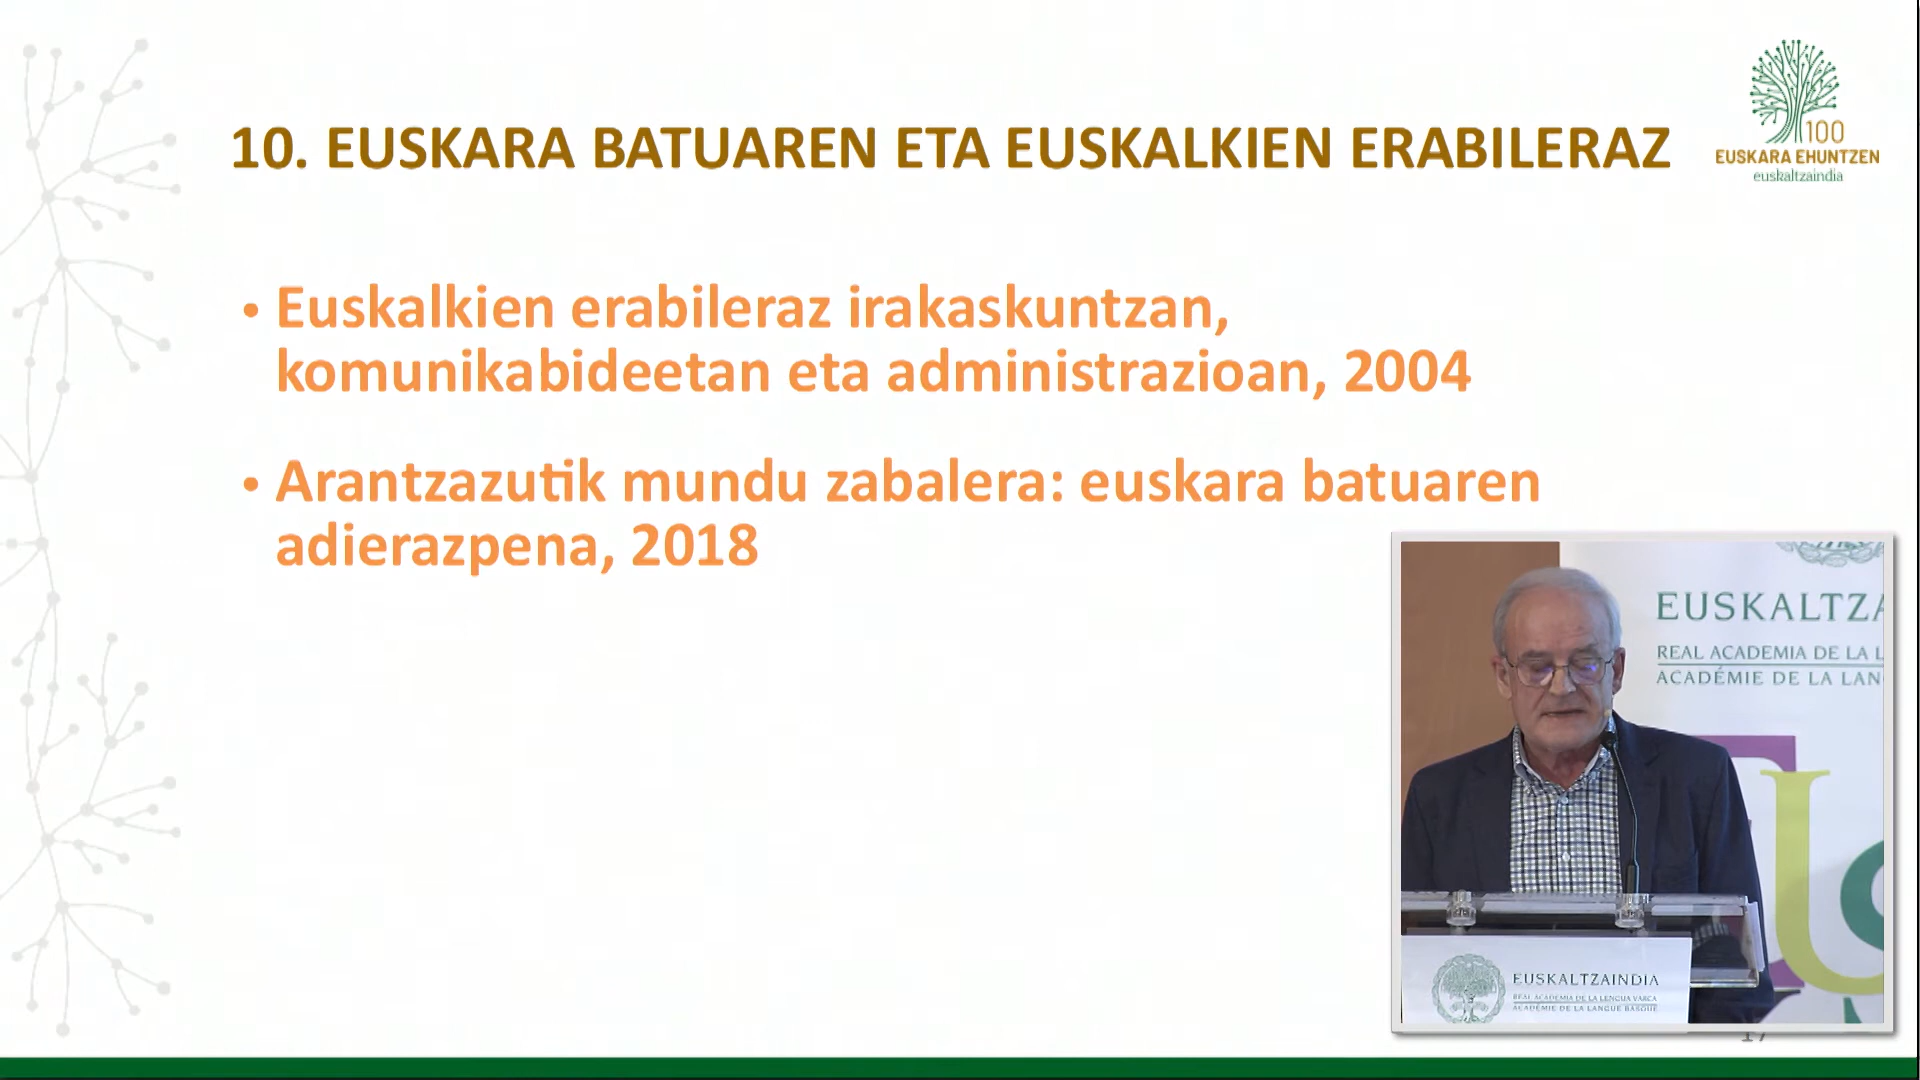 10. EUSKARA BATUAREN ETA EUSKALKIEN ERABILERAZ
100
EUSKARA EHUNTZEN
euskaltzaindia
• Euskalkien erabileraz irakaskuntzan,
komunikabideetan eta administrazioan, 2004
• Arantzazutik mundu zabalera: euskara batuaren
adierazpena, 2018
EUSKALTZA
REAL ACADEMIA DE LA L
ACADÉMIE DE LA LAN
EUSKALTZAINDIA
REAL ACADEMIA DE LA LENGUA VASCA
ACADÉMIE DE LA LANGUE BASQUE
17